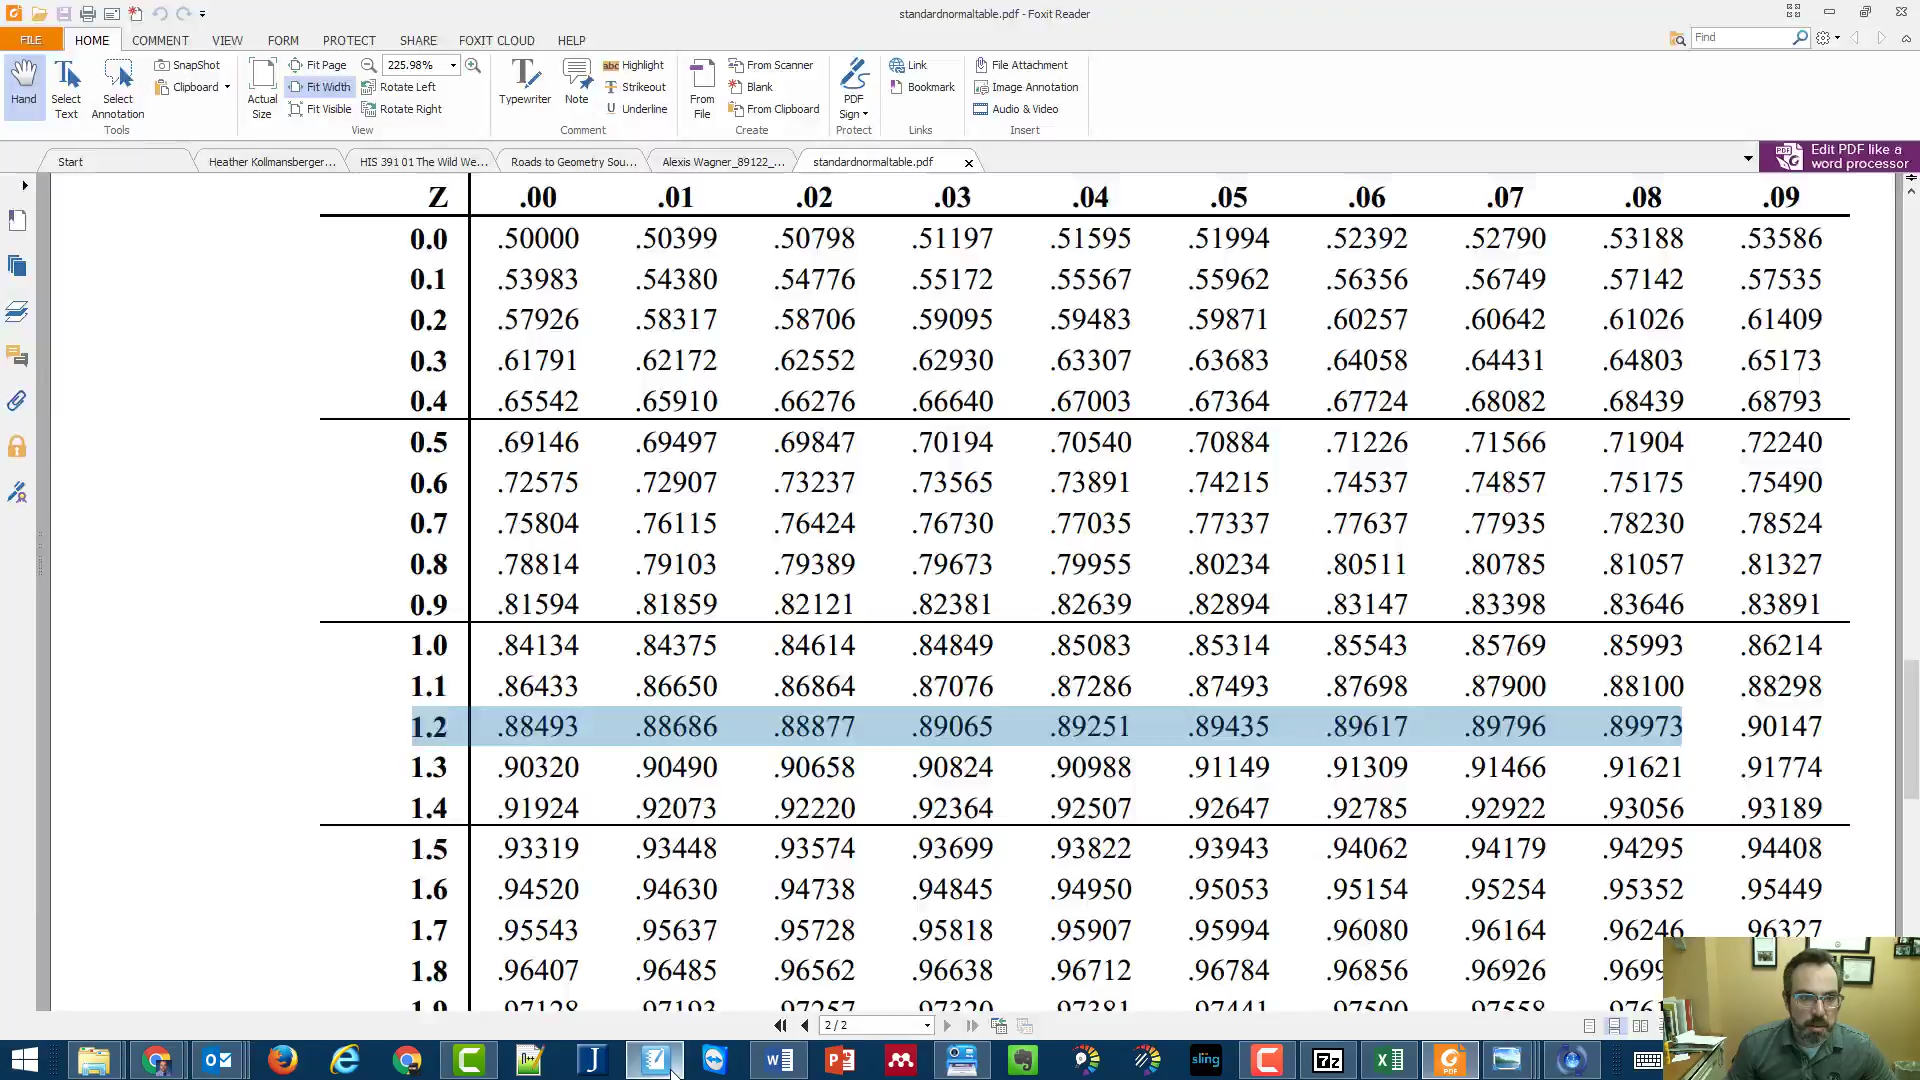 standardnormaltable.pdf - Foxit Reader
FILE HOME COMMENT VIEW FORM PROTECT SHARE FOXIT CLOUD HELP
Find
Hand
Select Text
Select Annotation
SnapShot
Clipboard
Tools
Actual Size
Fit Page
Fit Width
Fit Visible
225.98%
Rotate Left
Rotate Right
View
Typewriter
Note
Highlight
Strikeout
Underline
Comment
From File
From Scanner
Blank
From Clipboard
Create
PDF Sign
Protect
Link
Bookmark
Links
File Attachment
Image Annotation
Audio & Video
Insert
Start
Heather Kollmansberger...
HIS 391 01 The Wild We...
Roads to Geometry Sou...
Alexis Wagner_89122_...
standardnormaltable.pdf
Edit PDF like a
word processor
Z .00 .01 .02 .03 .04 .05 .06 .07 .08 .09
0.0 .50000 .50399 .50798 .51197 .51595 .51994 .52392 .52790 .53188 .53586
0.1 .53983 .54380 .54776 .55172 .55567 .55962 .56356 .56749 .57142 .57535
0.2 .57926 .58317 .58706 .59095 .59483 .59871 .60257 .60642 .61026 .61409
0.3 .61791 .62172 .62552 .62930 .63307 .63683 .64058 .64431 .64803 .65173
0.4 .65542 .65910 .66276 .66640 .67003 .67364 .67724 .68082 .68439 .68793
0.5 .69146 .69497 .69847 .70194 .70540 .70884 .71226 .71566 .71904 .72240
0.6 .72575 .72907 .73237 .73565 .73891 .74215 .74537 .74857 .75175 .75490
0.7 .75804 .76115 .76424 .76730 .77035 .77337 .77637 .77935 .78230 .78524
0.8 .78814 .79103 .79389 .79673 .79955 .80234 .80511 .80785 .81057 .81327
0.9 .81594 .81859 .82121 .82381 .82639 .82894 .83147 .83398 .83646 .83891
1.0 .84134 .84375 .84614 .84849 .85083 .85314 .85543 .85769 .85993 .86214
1.1 .86433 .86650 .86864 .87076 .87286 .87493 .87698 .87900 .88100 .88298
1.2 .88493 .88686 .88877 .89065 .89251 .89435 .89617 .89796 .89973 .90147
1.3 .90320 .90490 .90658 .90824 .90988 .91149 .91309 .91466 .91621 .91774
1.4 .91924 .92073 .92220 .92364 .92507 .92647 .92785 .92922 .93056 .93189
1.5 .93319 .93448 .93574 .93699 .93822 .93943 .94062 .94179 .94295 .94408
1.6 .94520 .94630 .94738 .94845 .94950 .95053 .95154 .95254 .95352 .95449
1.7 .95543 .95637 .95728 .95818 .95907 .95994 .96080 .96164 .96246 .96327
1.8 .96407 .96485 .96562 .96638 .96712 .96784 .96856 .96926
1.9 .97128 .97193 .97257 .97320 .97381 .97441 .97500 .97558
2 / 2
sling